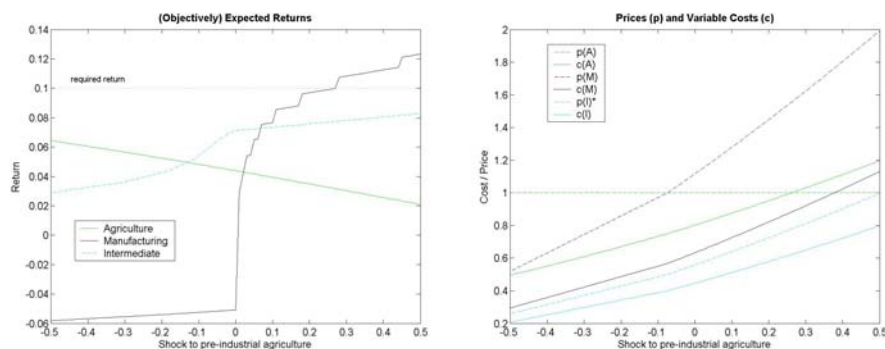 (Objectively) Expected Returns
0.14
0.12
0.1
0.08
0.06
0.04
0.02
0
-0.02
-0.04
-0.06
Return
required return
Agriculture
Manufacturing
Intermediate
-0.5 -0.4 -0.3 -0.2 -0.1 0 0.1 0.2 0.3 0.4 0.5
Shock to pre-industrial agriculture
Prices (p) and Variable Costs (c)
2
1.8
1.6
1.4
1.2
1
0.8
0.6
0.4
0.2
Cost / Price
p(A)
c(A)
p(M)
c(M)
p(I)*
c(I)
-0.5 -0.4 -0.3 -0.2 -0.1 0 0.1 0.2 0.3 0.4 0.5
Shock to pre-industrial agriculture